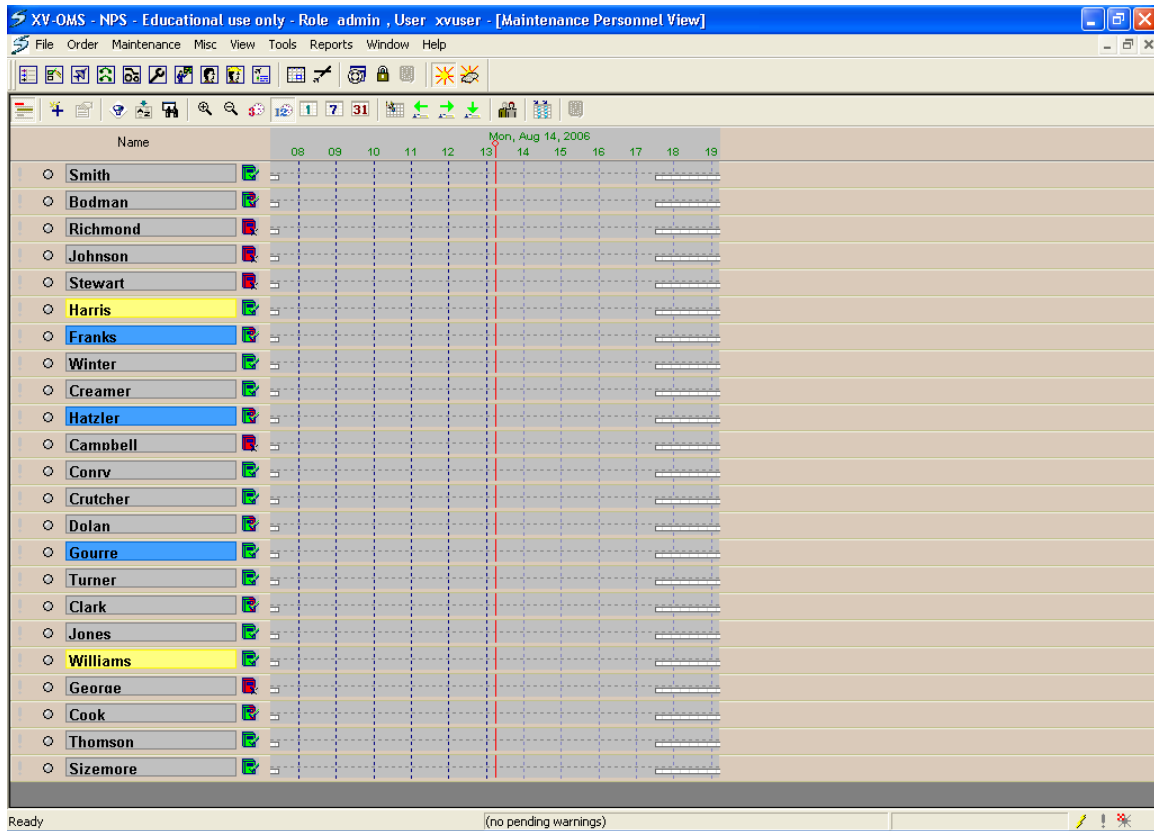 XV-OMS - NPS - Educational use only - Role admin , User xvuser - [Maintenance Personnel View]
File Order Maintenance Misc View Tools Reports Window Help
1 7 31
Name
Mon, Aug 14, 2006
08 09 10 11 12 13 14 15 16 17 18 19
Smith
Bodman
Richmond
Johnson
Stewart
Harris
Franks
Winter
Creamer
Hatzler
Campbell
Conry
Crutcher
Dolan
Gourre
Turner
Clark
Jones
Williams
George
Cook
Thomson
Sizemore
Ready (no pending warnings)